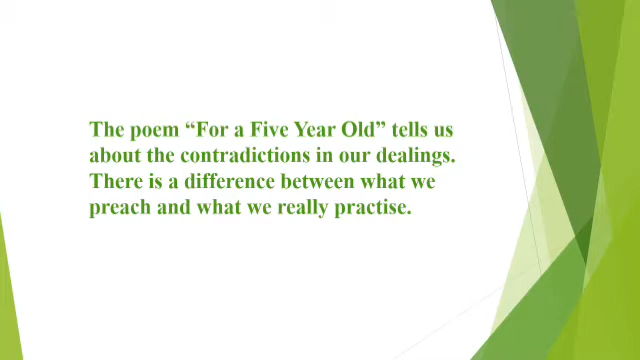 The poem “For a Five Year Old” tells us
about the contradictions in our dealings.
There is a difference between what we
preach and what we really practise.